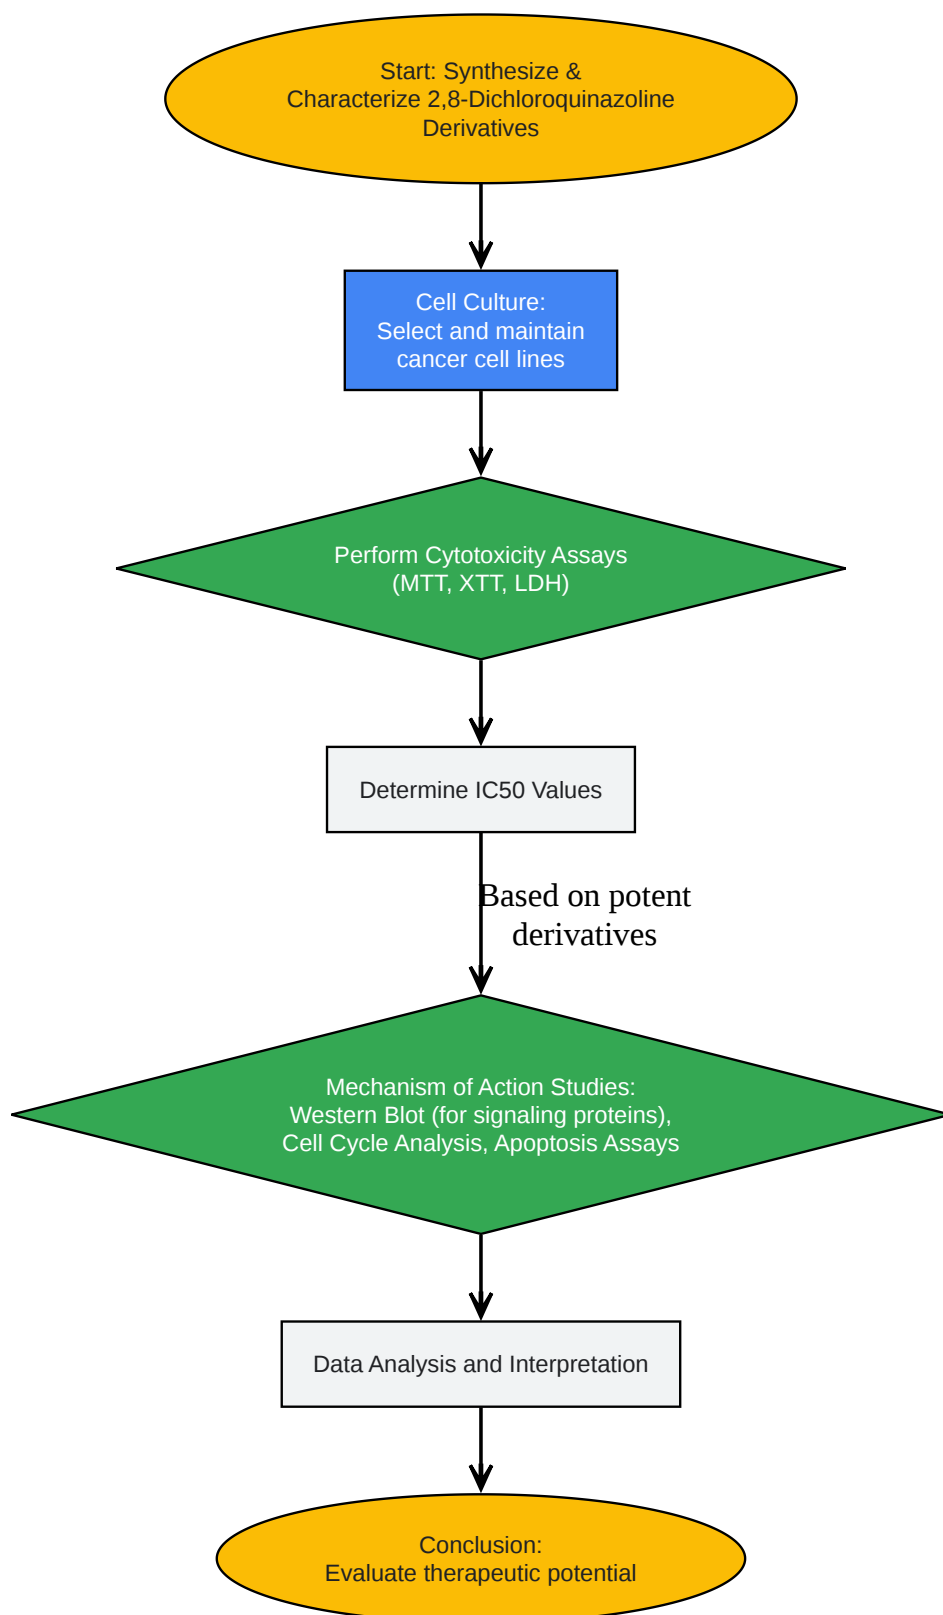 Start: Synthesize &
Characterize 2,8-Dichloroquinazoline
Derivatives
Cell Culture:
Select and maintain
cancer cell lines
Perform Cytotoxicity Assays
(MTT, XTT, LDH)
Determine IC50 Values
Based on potent
derivatives
Mechanism of Action Studies:
Western Blot (for signaling proteins),
Cell Cycle Analysis, Apoptosis Assays
Data Analysis and Interpretation
Conclusion:
Evaluate therapeutic potential